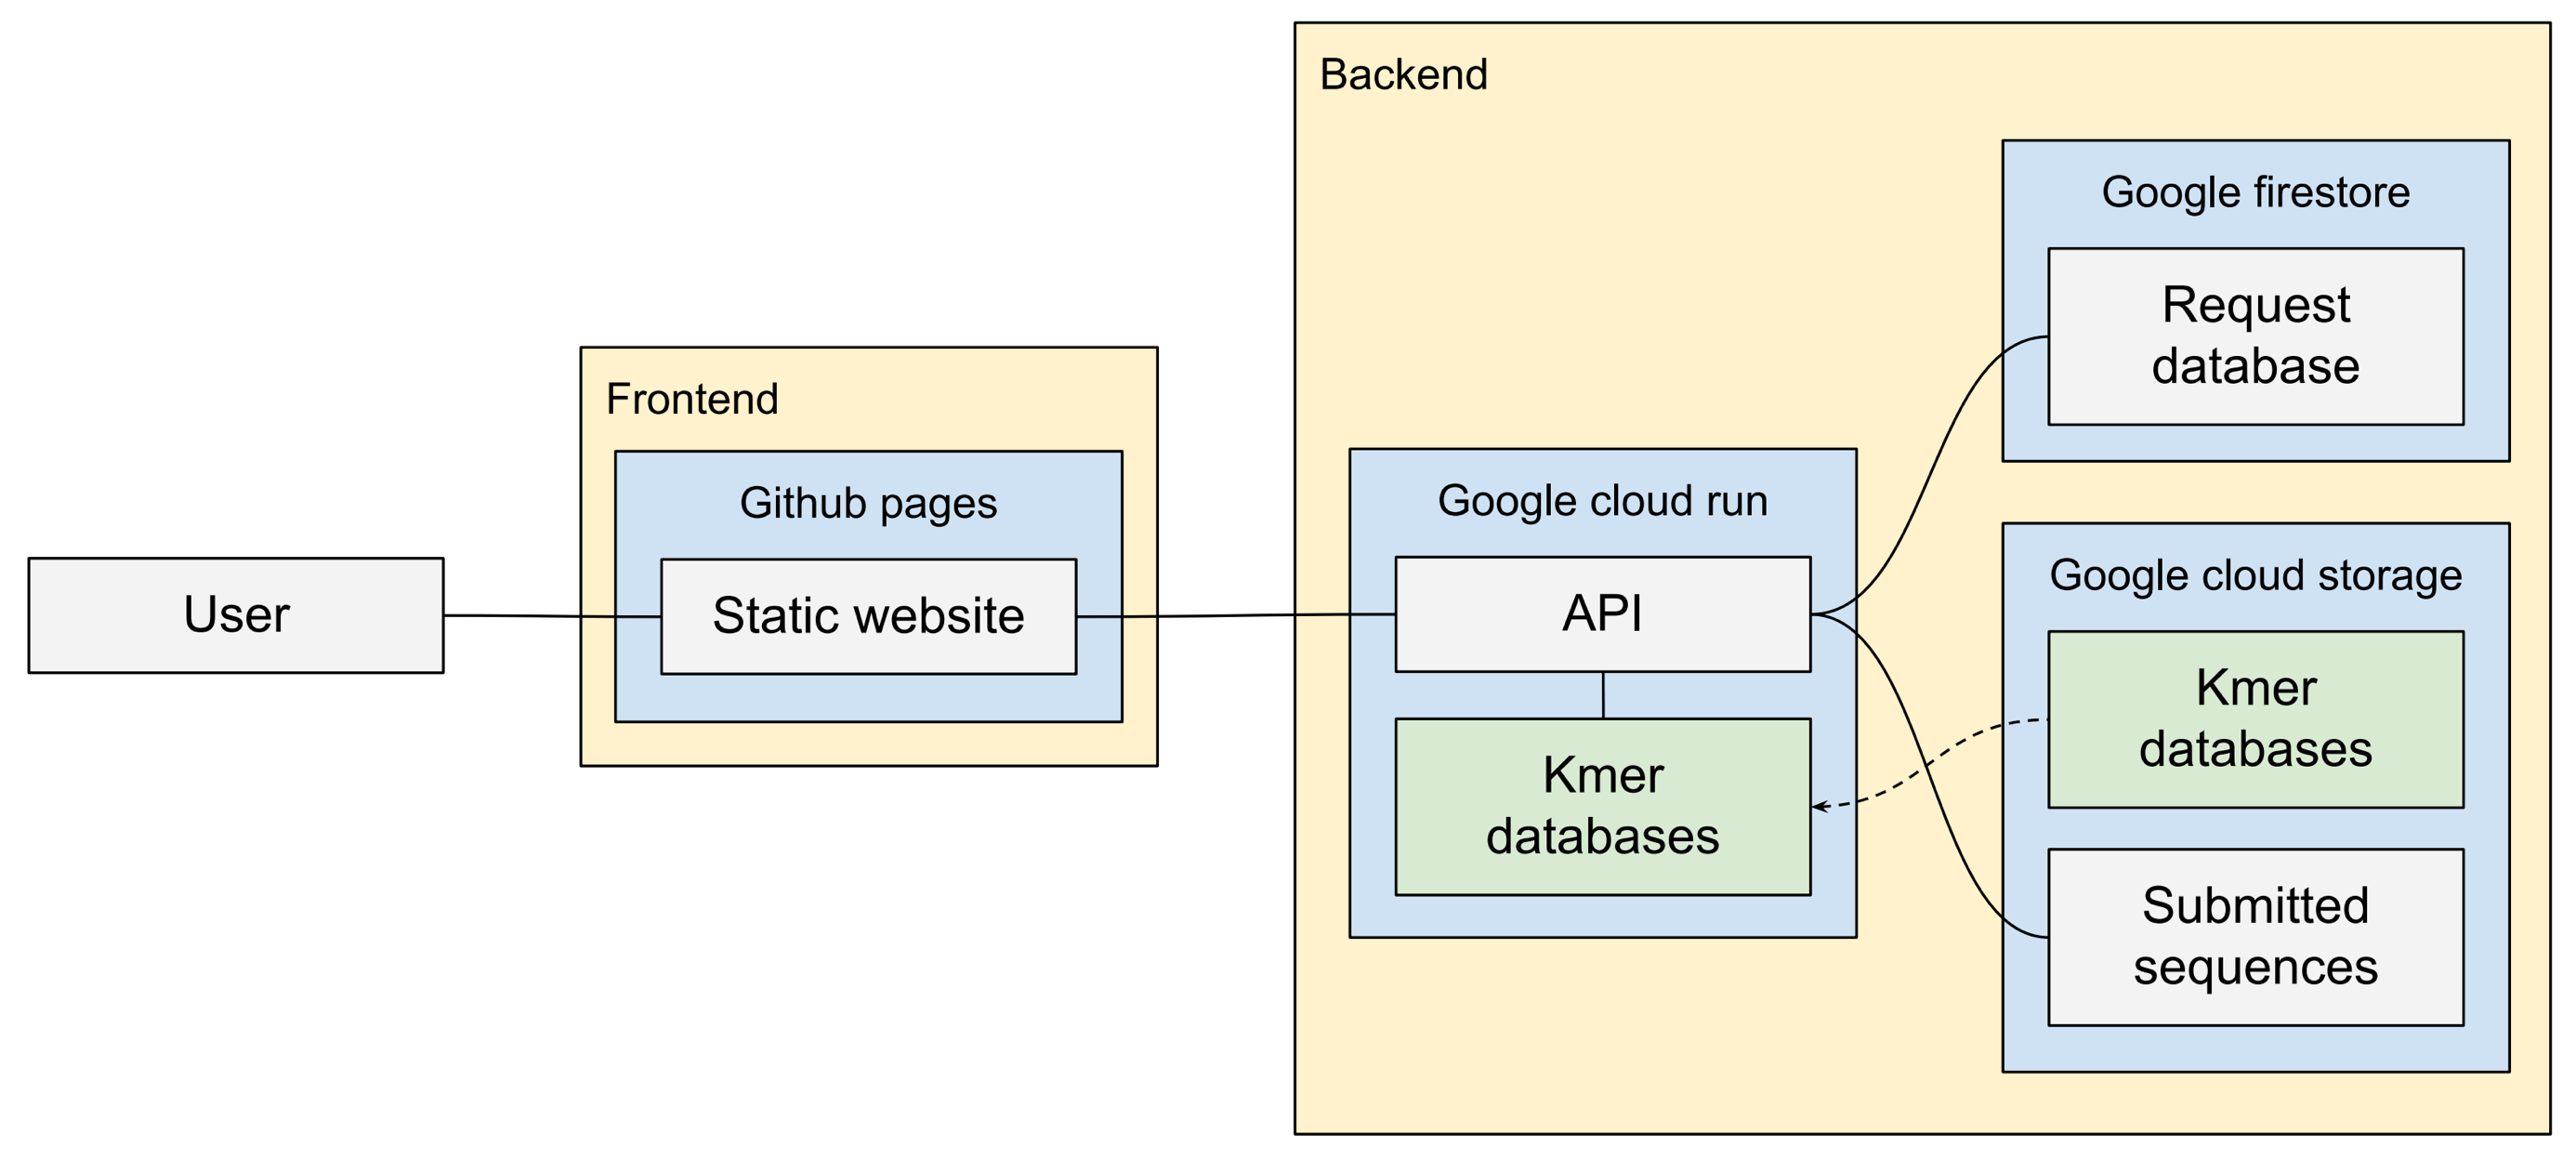 User
Frontend
Github pages
Static website
Backend
Google cloud run
API
Kmer
databases
Google firestore
Request
database
Google cloud storage
Kmer
databases
Submitted
sequences